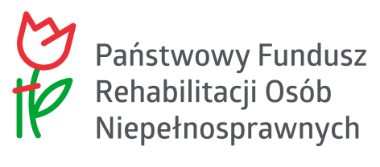 Państwowy Fundusz
Rehabilitacji Osób
Niepełnosprawnych